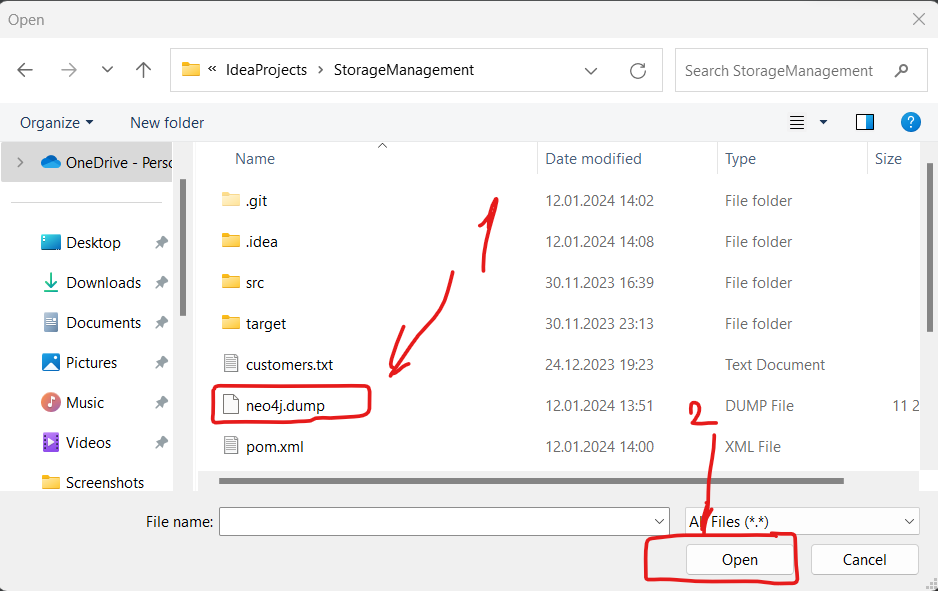 Open
« IdeaProjects > StorageManagement
Search StorageManagement
Organize
New folder
?
Name
Date modified
Type
Size
OneDrive - Perso
Desktop
Downloads
Documents
Pictures
Music
Videos
Screenshots
.git 12.01.2024 14:02 File folder
.idea 12.01.2024 14:08 File folder
src 30.11.2023 16:39 File folder
target 30.11.2023 23:13 File folder
customers.txt 24.12.2023 19:23 Text Document
neo4j.dump 12.01.2024 13:51 DUMP File 11 2
pom.xml 12.01.2024 14:00 XML File
1
2
File name:
All Files (*.*)
Open
Cancel